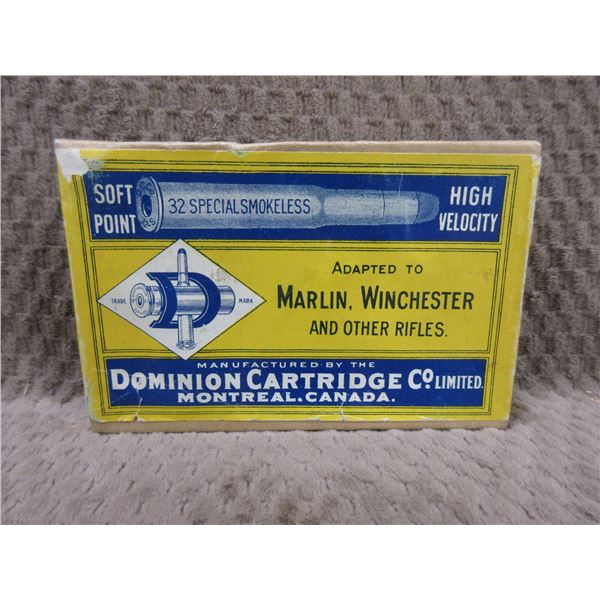 SOFT POINT
32 SPECIAL SMOKELESS
HIGH VELOCITY
TRADE MARK
ADAPTED TO
MARLIN, WINCHESTER
AND OTHER RIFLES.
MANUFACTURED BY THE
DOMINION CARTRIDGE CO. LIMITED.
MONTREAL, CANADA.